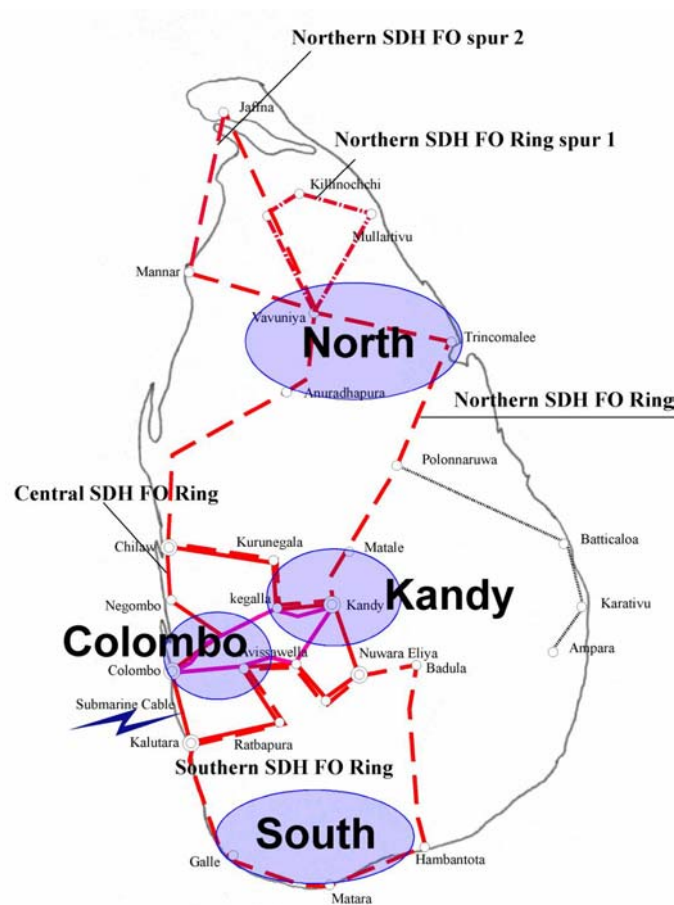 Northern SDH FO spur 2
Jaffna
Northern SDH FO Ring spur 1
Killinochchi
Mullaitivu
Mannar
Vavuniya
North
Trincomalee
Anuradhapura
Northern SDH FO Ring
Polonnaruwa
Central SDH FO Ring
Chilaw
Kurunegala
Matale
Batticaloa
Negombo
kegalla
Kandy
Kandy
Karativu
Colombo
Avissawella
Nuwara Eliya
Ampara
Colombo
Badula
Submarine Cable
Kalutara
Ratbapura
Southern SDH FO Ring
South
Galle
Hambantota
Matara